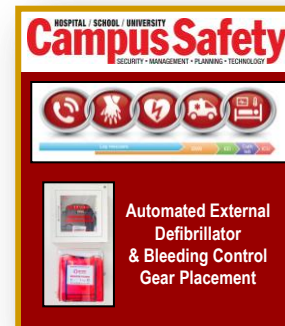 HOSPITAL / SCHOOL / UNIVERSITY
Campus Safety
SECURITY • MANAGEMENT • PLANNING • TECHNOLOGY
Automated External
Defibrillator
& Bleeding Control
Gear Placement